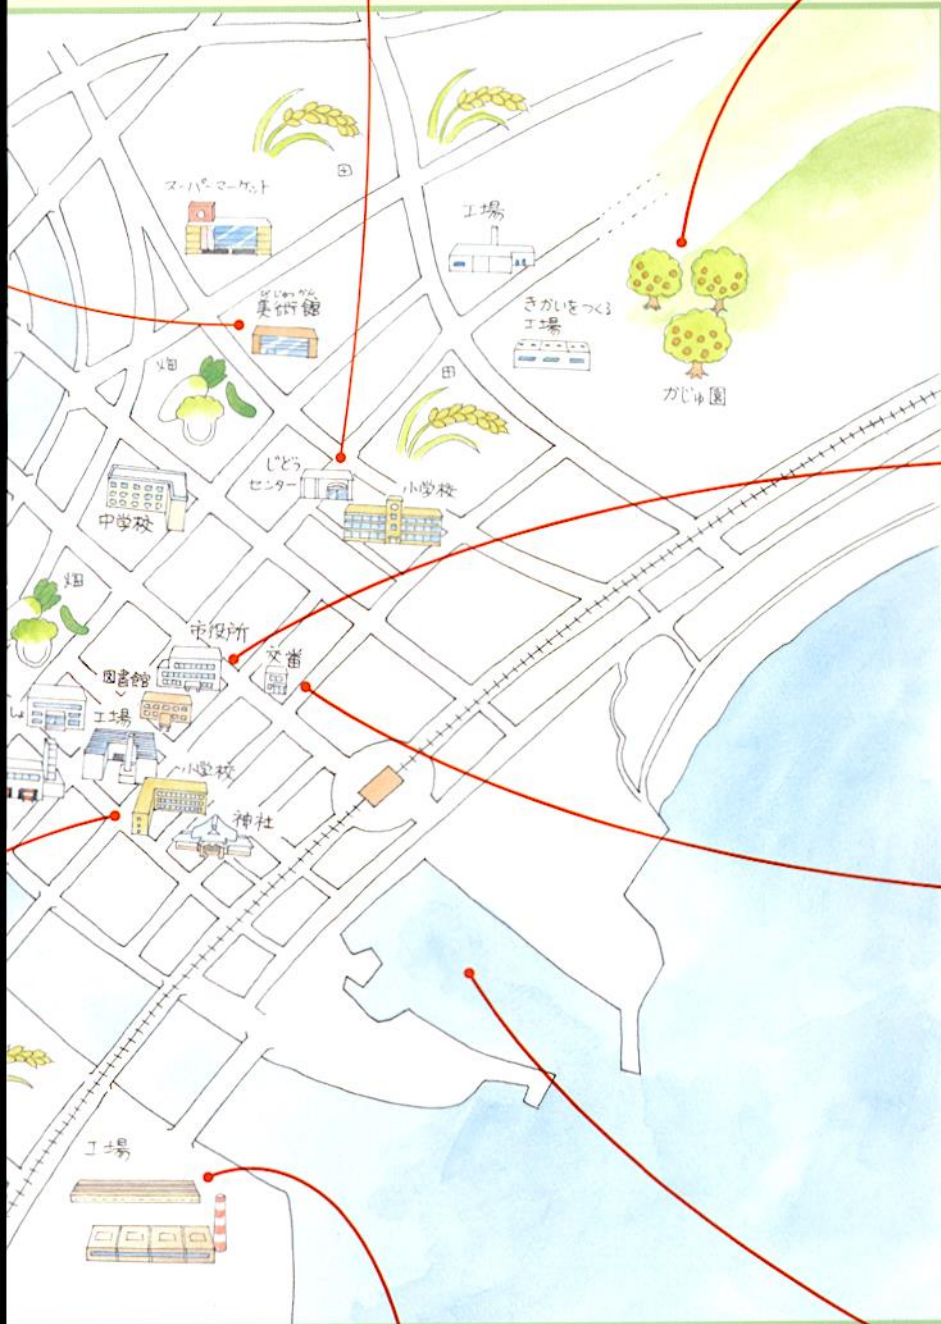 田
スーパーマーケット
工場
びじゅつかん
美術館
きかいをつくる
工場
畑
田
かじゅ園
じどう
センター
小学校
中学校
畑
市役所
交番
図書館
工場
小学校
神社
工場